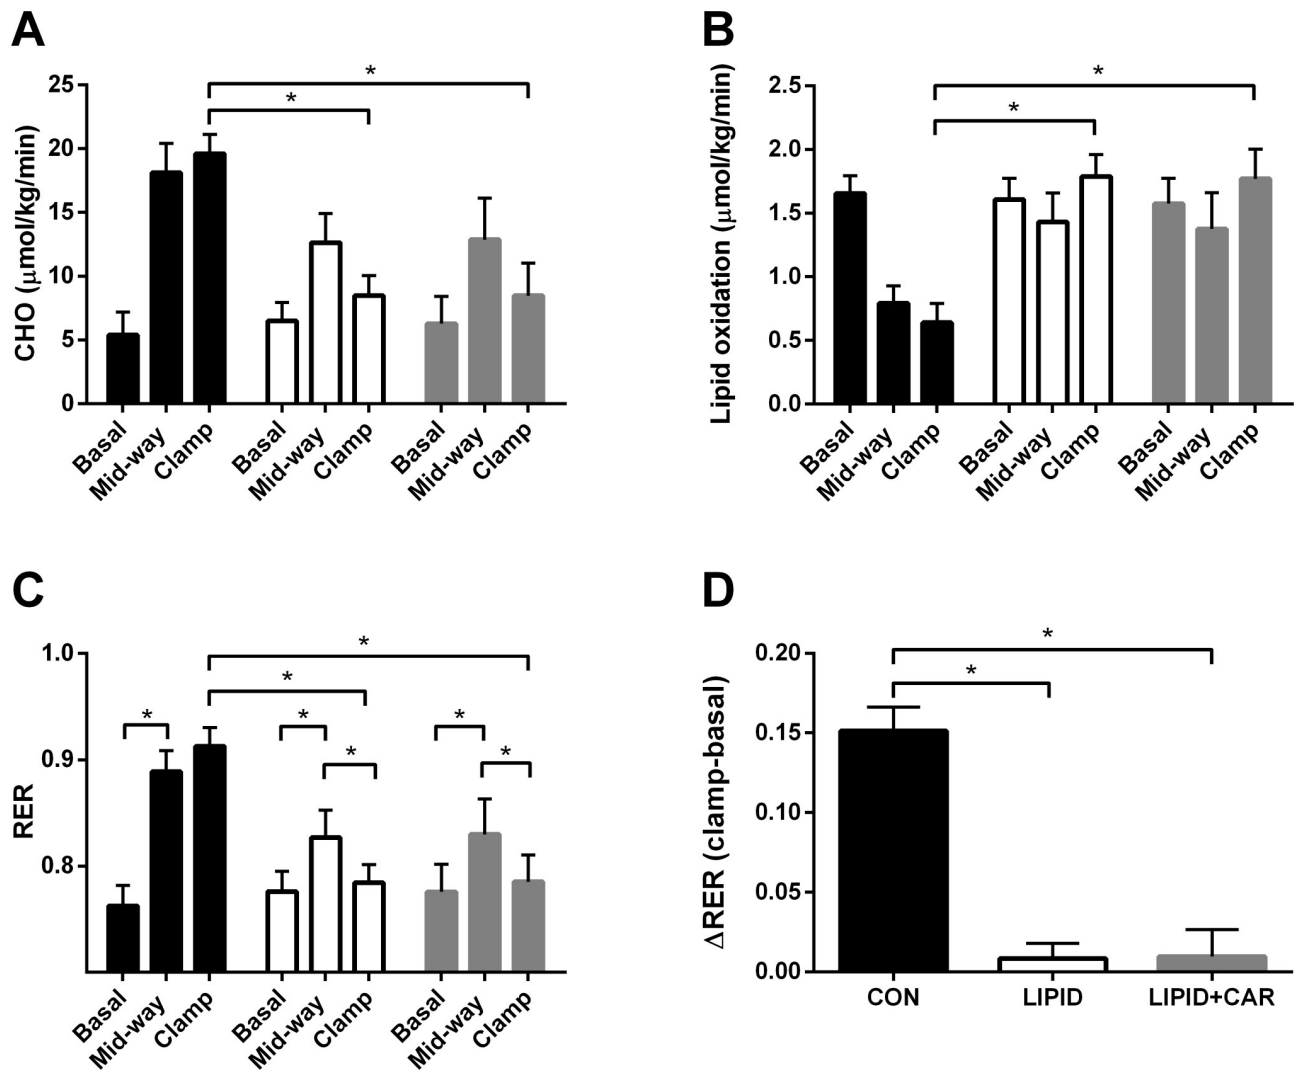 A
CHO (μmol/kg/min)
25
20
15
10
5
0
* *
Basal Mid-way Clamp Basal Mid-way Clamp Basal Mid-way Clamp
B
Lipid oxidation (μmol/kg/min)
2.5
2.0
1.5
1.0
0.5
0.0
* *
Basal Mid-way Clamp Basal Mid-way Clamp Basal Mid-way Clamp
C
RER
1.0
0.9
0.8
* * * * * * *
Basal Mid-way Clamp Basal Mid-way Clamp Basal Mid-way Clamp
D
ΔRER (clamp-basal)
0.20
0.15
0.10
0.05
0.00
* *
CON LIPID LIPID+CAR